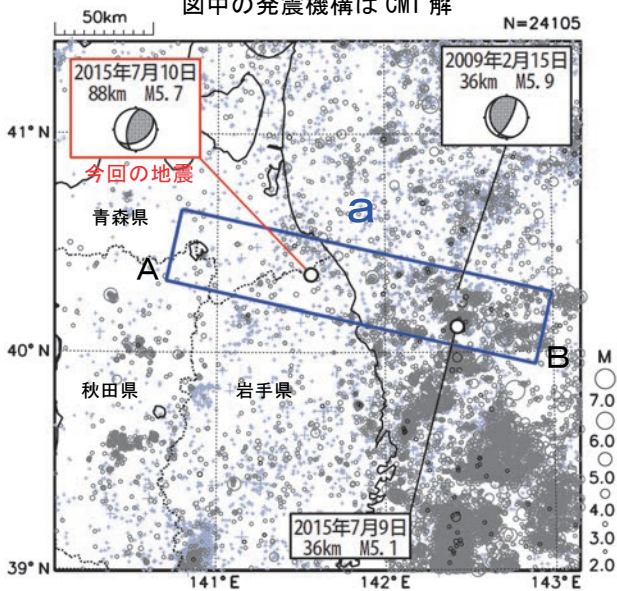 図中の発震機構は CMT 解
50km
N=24105
2015年7月10日
88km M5.7
2009年2月15日
36km M5.9
今回の地震
41°N
青森県
a
A
40°N
B
秋田県
岩手県
M
7.0
6.0
5.0
4.0
3.0
2.0
2015年7月9日
36km M5.1
39°N
141°E
142°E
143°E